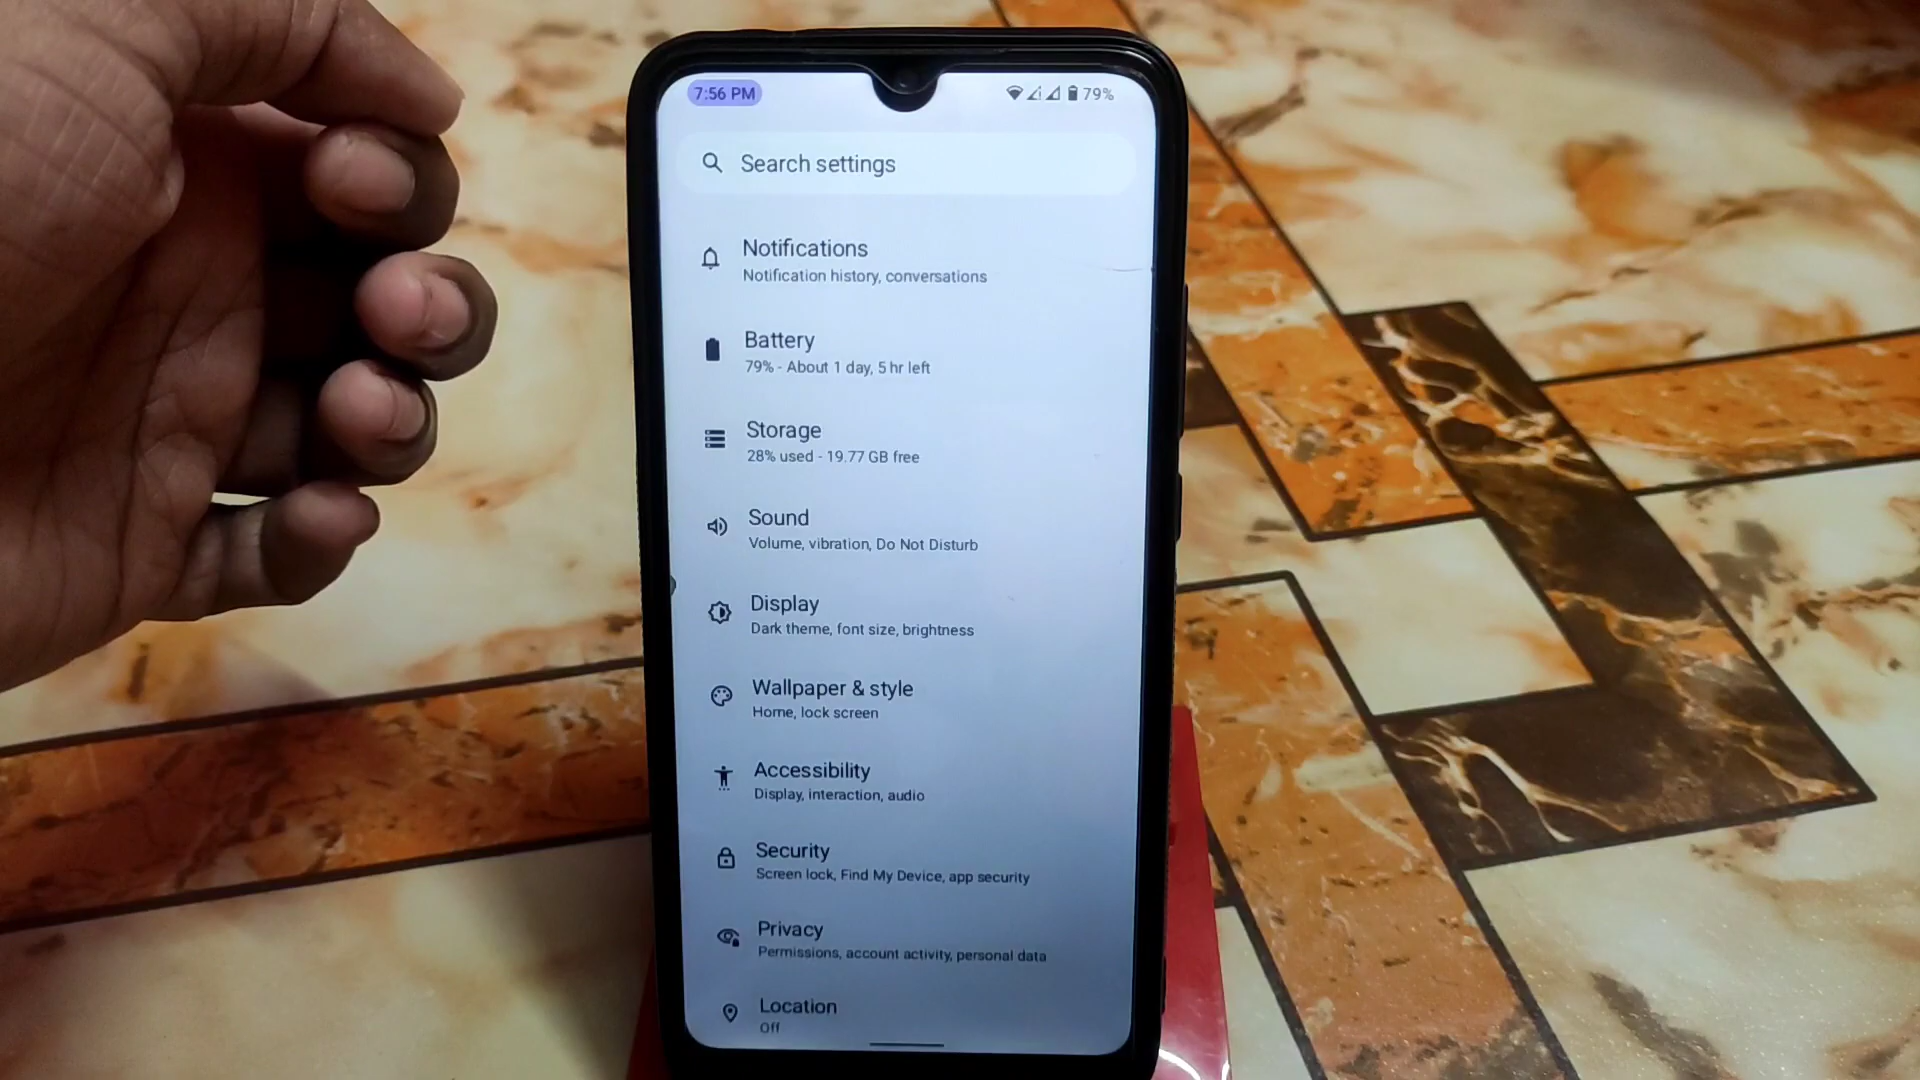 7:56 PM 79%
Search settings
Notifications
Notification history, conversations
Battery
79% - About 1 day, 5 hr left
Storage
28% used - 19.77 GB free
Sound
Volume, vibration, Do Not Disturb
Display
Dark theme, font size, brightness
Wallpaper & style
Home, lock screen
Accessibility
Display, interaction, audio
Security
Screen lock, Find My Device, app security
Privacy
Permissions, account activity, personal data
Location
Off